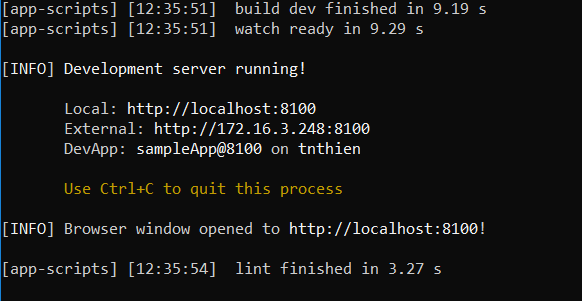 [app-scripts] [12:35:51]  build dev finished in 9.19 s
[app-scripts] [12:35:51]  watch ready in 9.29 s
[INFO] Development server running!
Local: http://localhost:8100
External: http://172.16.3.248:8100
DevApp: sampleApp@8100 on tnthien
Use Ctrl+C to quit this process
[INFO] Browser window opened to http://localhost:8100!
[app-scripts] [12:35:54]  lint finished in 3.27 s